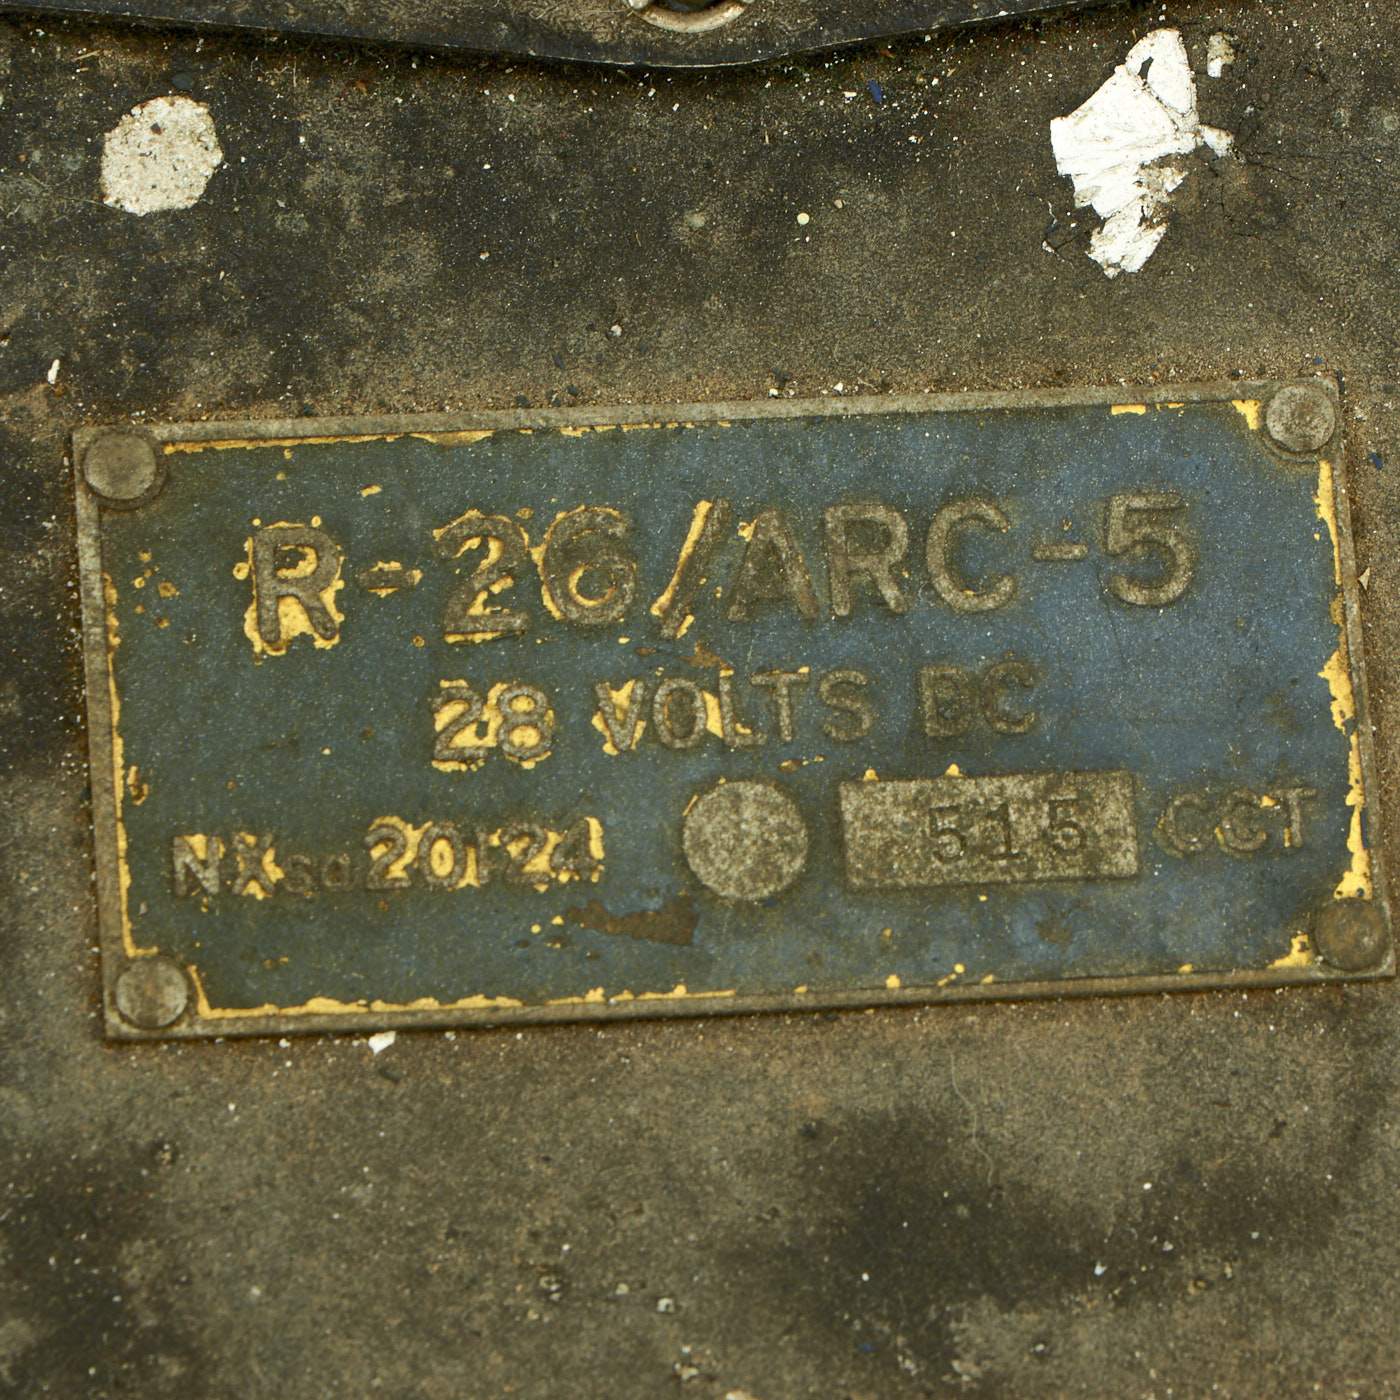 R-26/ARC-5
28 VOLTS DC
NXsa 20124 515 CCT